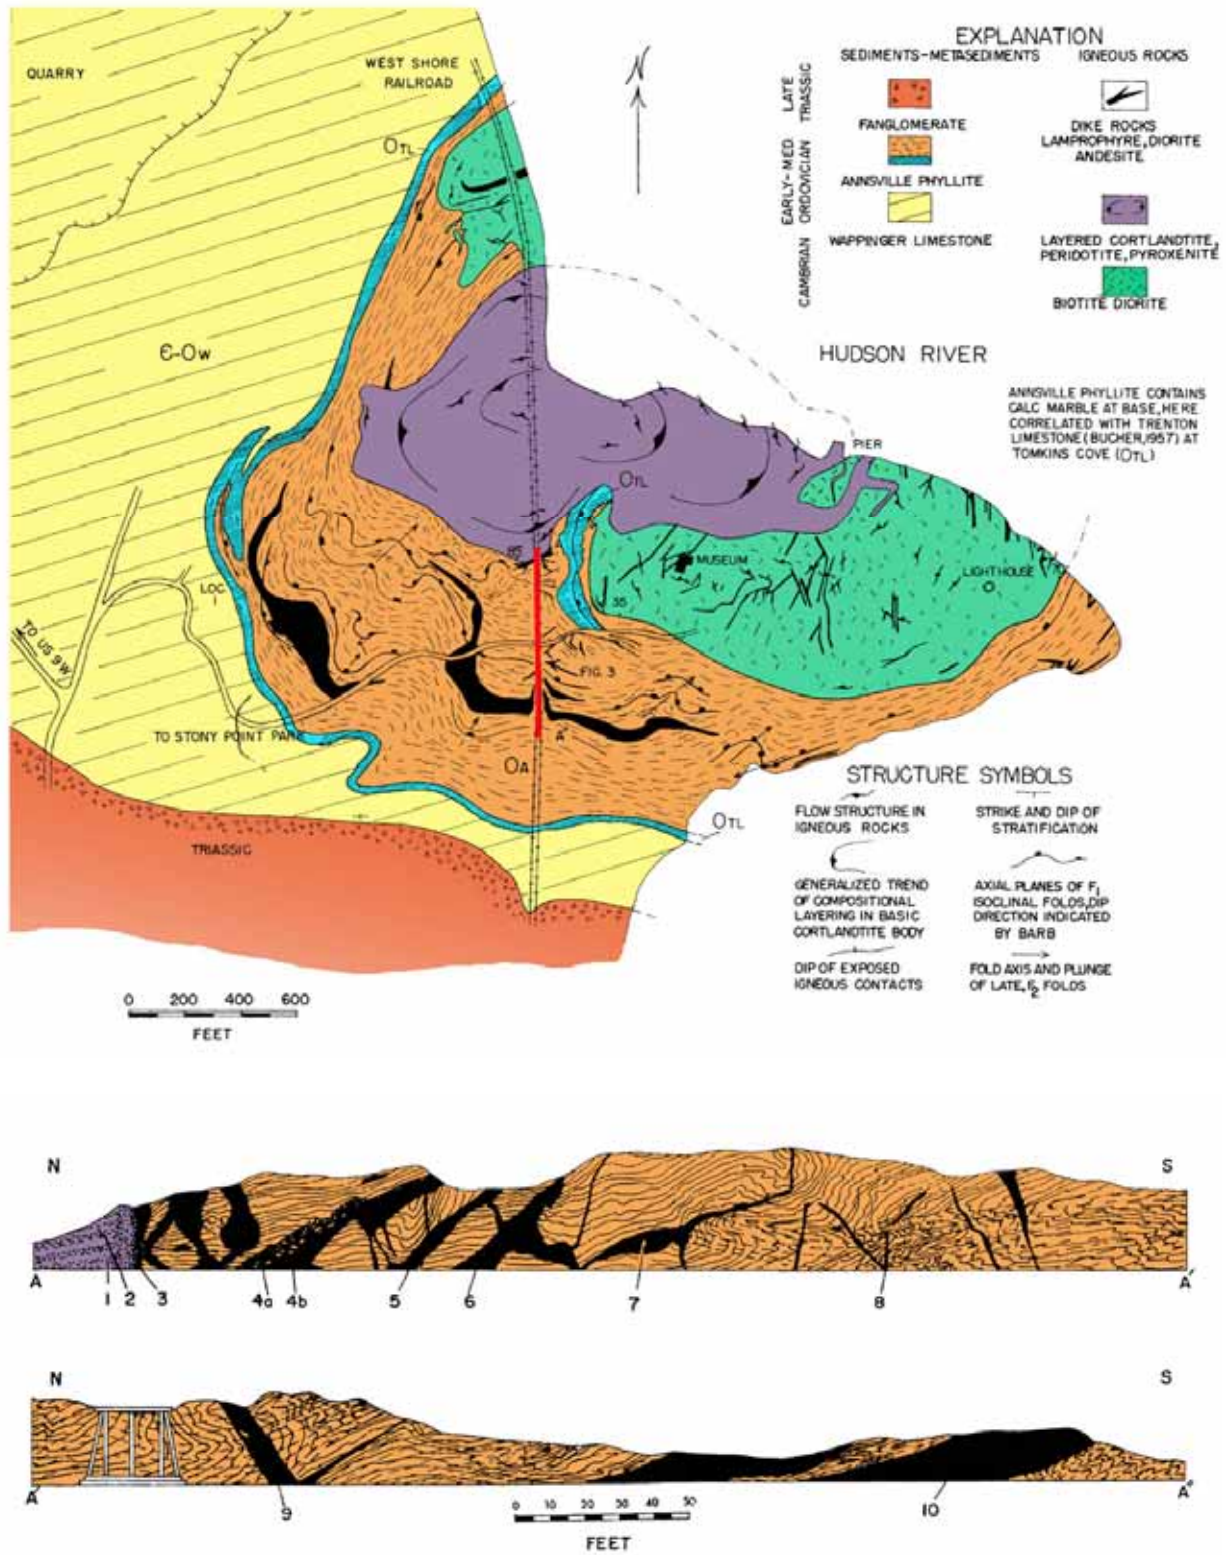 QUARRY
WEST SHORE
RAILROAD
N
EXPLANATION
SEDIMENTS-METASEDIMENTS
IGNEOUS ROCKS
LATE
TRIASSIC
EARLY-MED
ORDOVICIAN
CAMBRIAN
FANGLOMERATE
ANNSVILLE PHYLLITE
WAPPINGER LIMESTONE
DIKE ROCKS
LAMPROPHYRE, DIORITE
ANDESITE
LAYERED CORTLANDTITE,
PERIDOTITE, PYROXENITE
BIOTITE DIORITE
OTL
Є-OW
HUDSON RIVER
ANNSVILLE PHYLLITE CONTAINS
CALC MARBLE AT BASE, HERE
CORRELATED WITH TRENTON
LIMESTONE (BUCHER, 1957) AT
TOMKINS COVE (OTL)
PIER
OTL
85
MUSEUM
LIGHTHOUSE
LOC
1
55
TO US 9W
FIG. 3
TO STONY POINT PARK
A'
OA
OTL
TRIASSIC
STRUCTURE SYMBOLS
FLOW STRUCTURE IN
IGNEOUS ROCKS
STRIKE AND DIP OF
STRATIFICATION
GENERALIZED TREND
OF COMPOSITIONAL
LAYERING IN BASIC
CORTLANDTITE BODY
AXIAL PLANES OF F1
ISOCLINAL FOLDS, DIP
DIRECTION INDICATED
BY BARB
DIP OF EXPOSED
IGNEOUS CONTACTS
FOLD AXIS AND PLUNGE
OF LATE, F2 FOLDS
0 200 400 600
FEET
N S
A A'
1 2 3 4a 4b 5 6 7 8
N S
A' A"
9 10
0 10 20 30 40 50
FEET